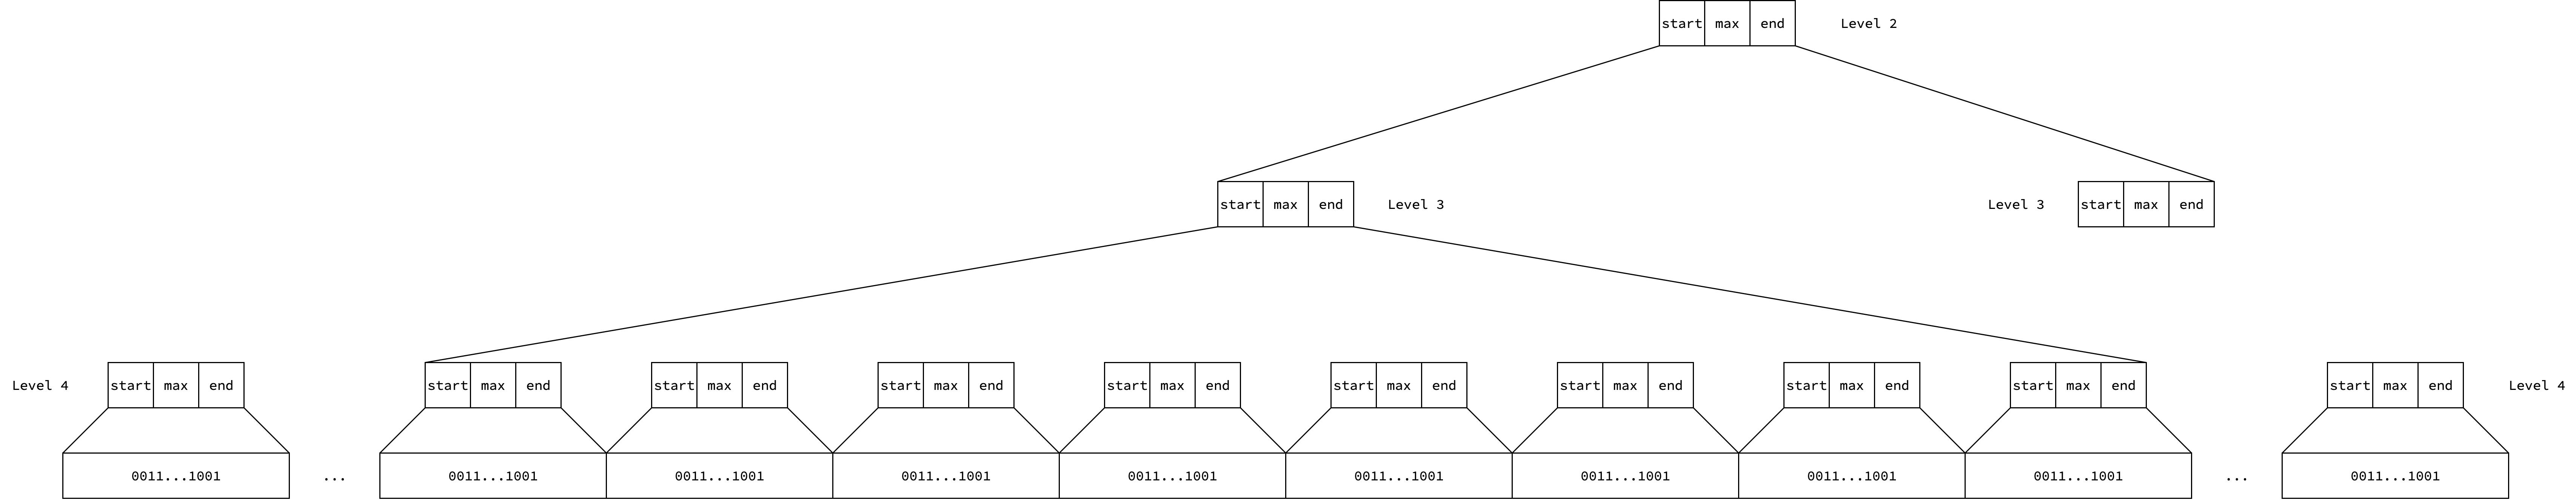 start max end Level 2
start max end Level 3 Level 3 start max end
Level 4 start max end start max end start max end start max end start max end start max end start max end start max end start max end start max end Level 4
0011...1001 ... 0011...1001 0011...1001 0011...1001 0011...1001 0011...1001 0011...1001 0011...1001 0011...1001 ... 0011...1001